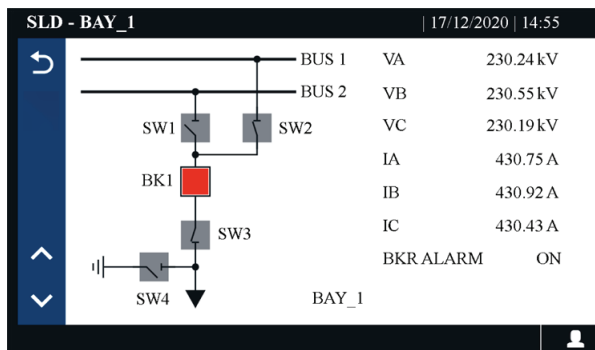 SLD - BAY_1 | 17/12/2020 | 14:55
BUS 1 VA 230.24 kV
BUS 2 VB 230.55 kV
SW1 SW2 VC 230.19 kV
IA 430.75 A
BK1 IB 430.92 A
SW3 IC 430.43 A
BKR ALARM ON
SW4 BAY_1